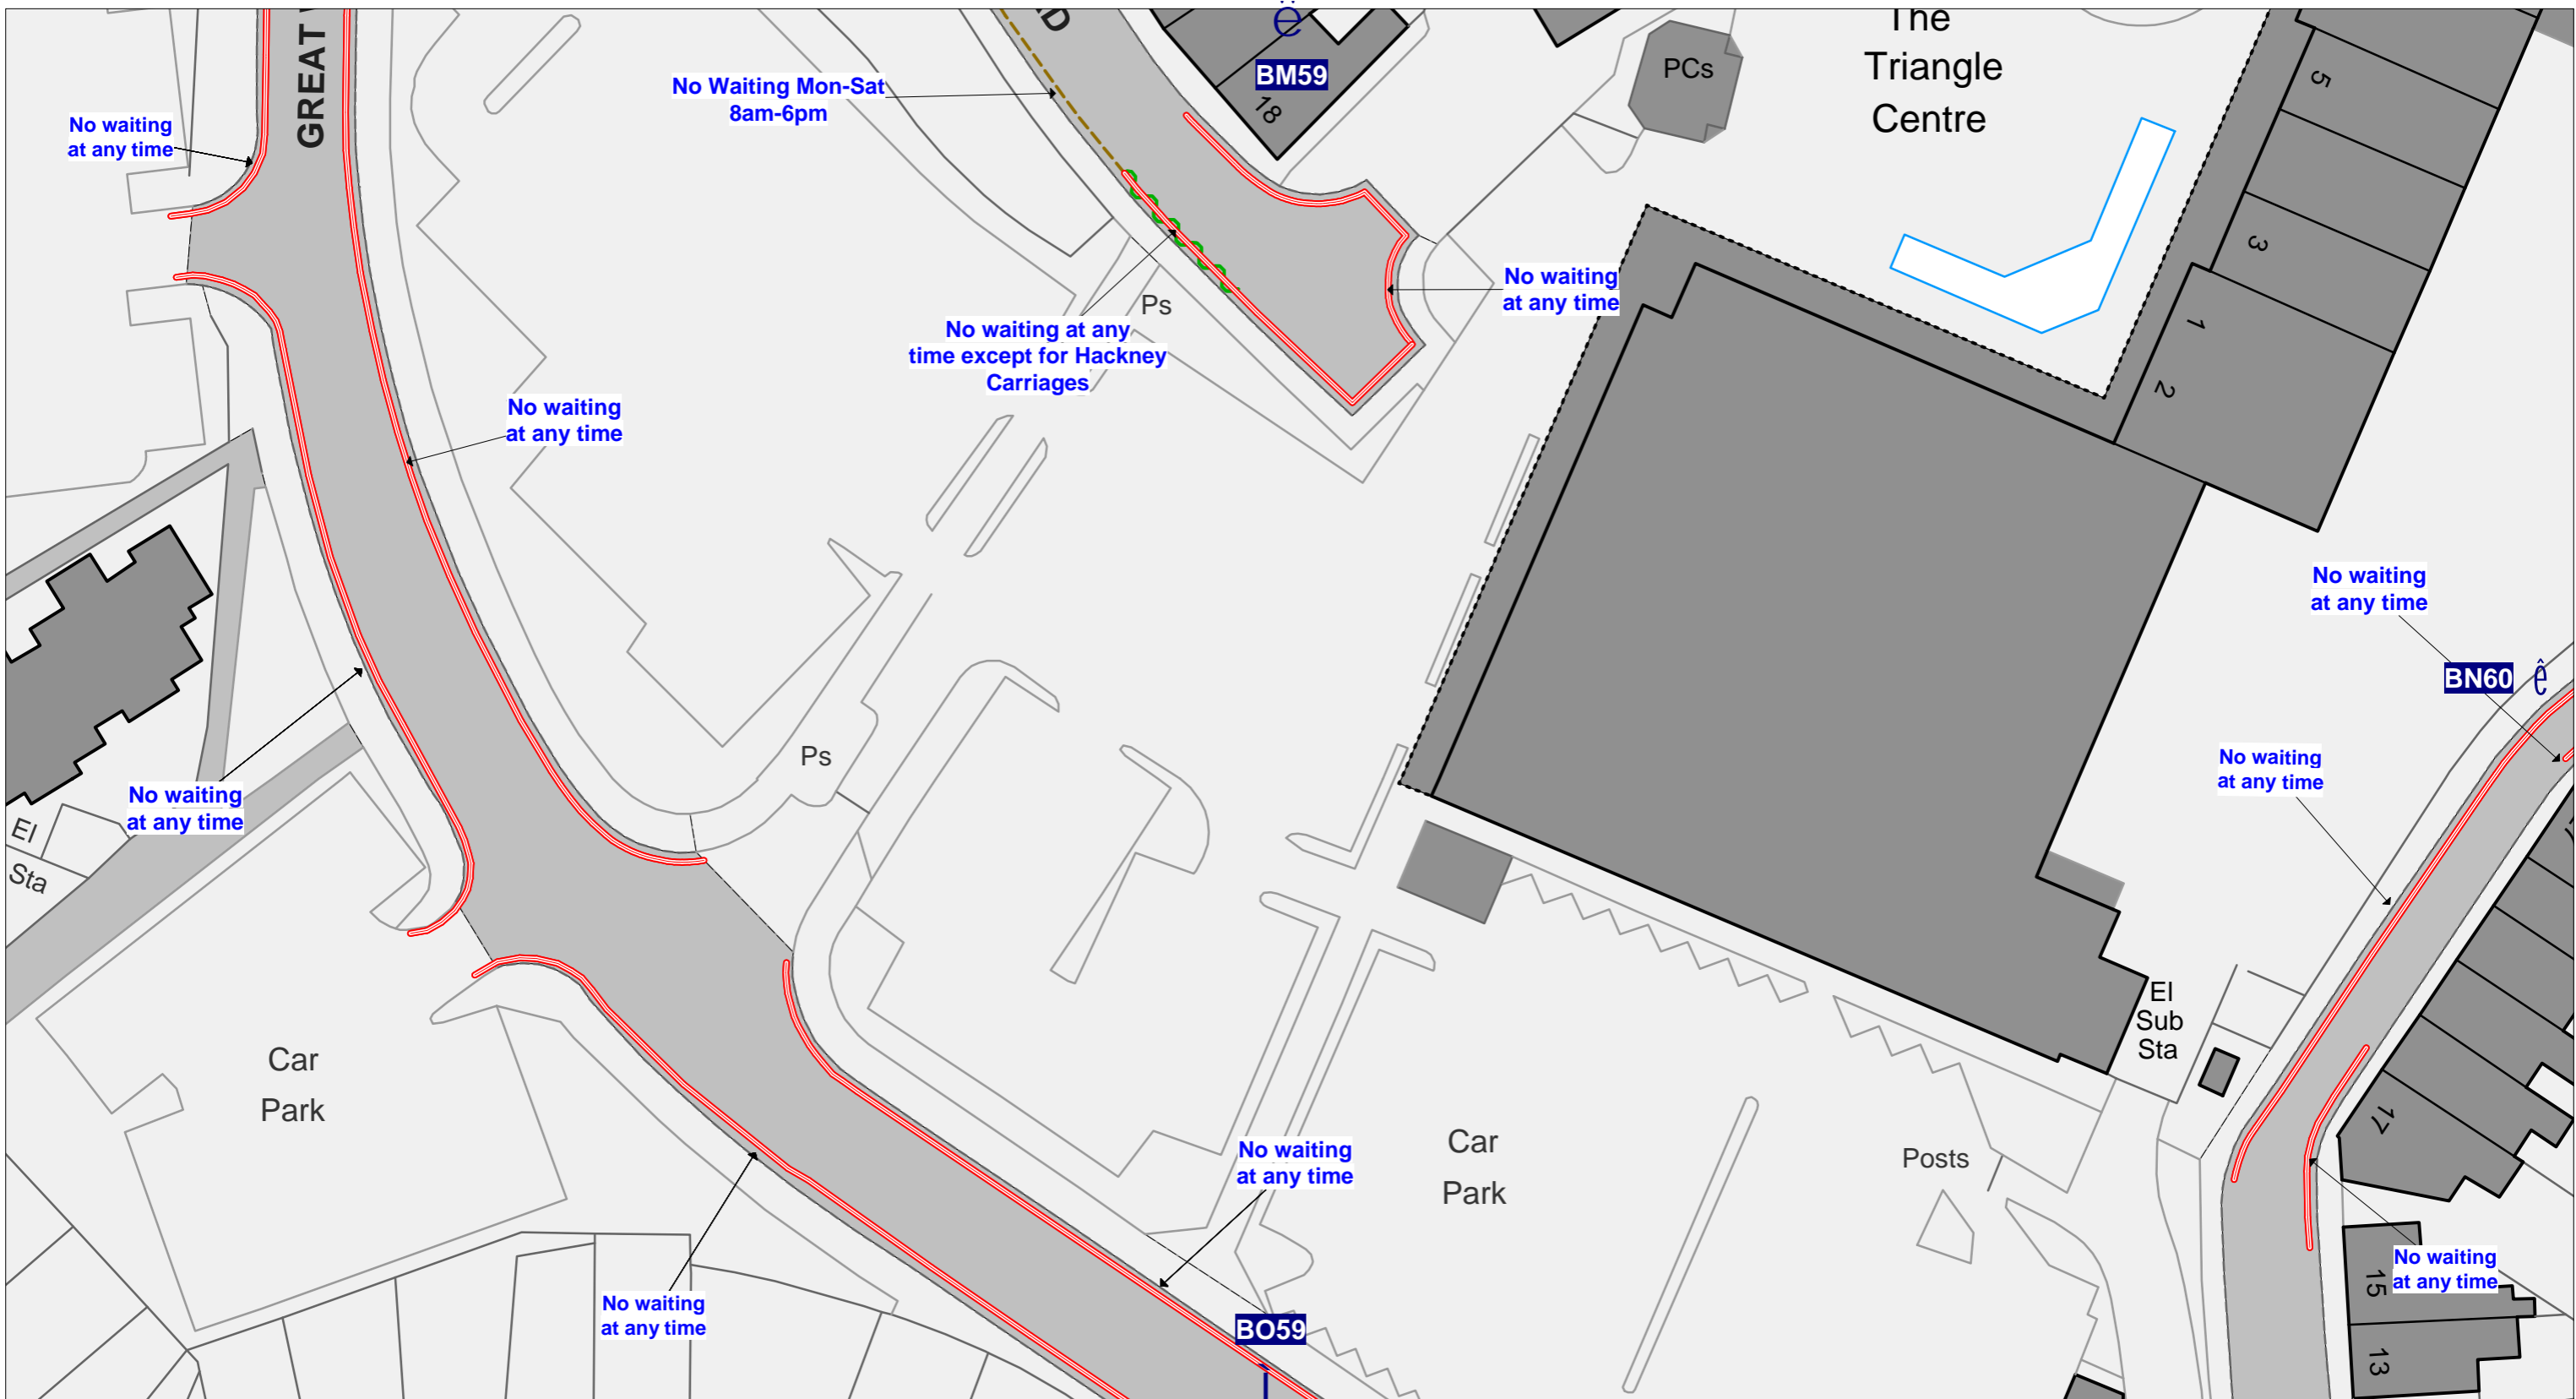 GREAT
No waiting
at any time
No Waiting Mon-Sat
8am-6pm
BM59
18
PCs
The
Triangle
Centre
5
3
1
2
No waiting
at any time
Ps
No waiting at any
time except for Hackney
Carriages
No waiting
at any time
No waiting
at any time
BN60
No waiting
at any time
Ps
No waiting
at any time
El
Sta
El
Sub
Sta
Car
Park
Car
Park
Posts
No waiting
at any time
17
No waiting
at any time
15
No waiting
at any time
BO59
13